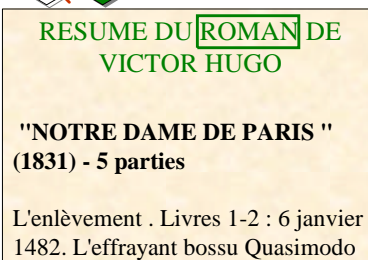 RESUME DU ROMAN DE
VICTOR HUGO
"NOTRE DAME DE PARIS "
(1831) - 5 parties
L'enlèvement . Livres 1-2 : 6 janvier
1482. L'effrayant bossu Quasimodo